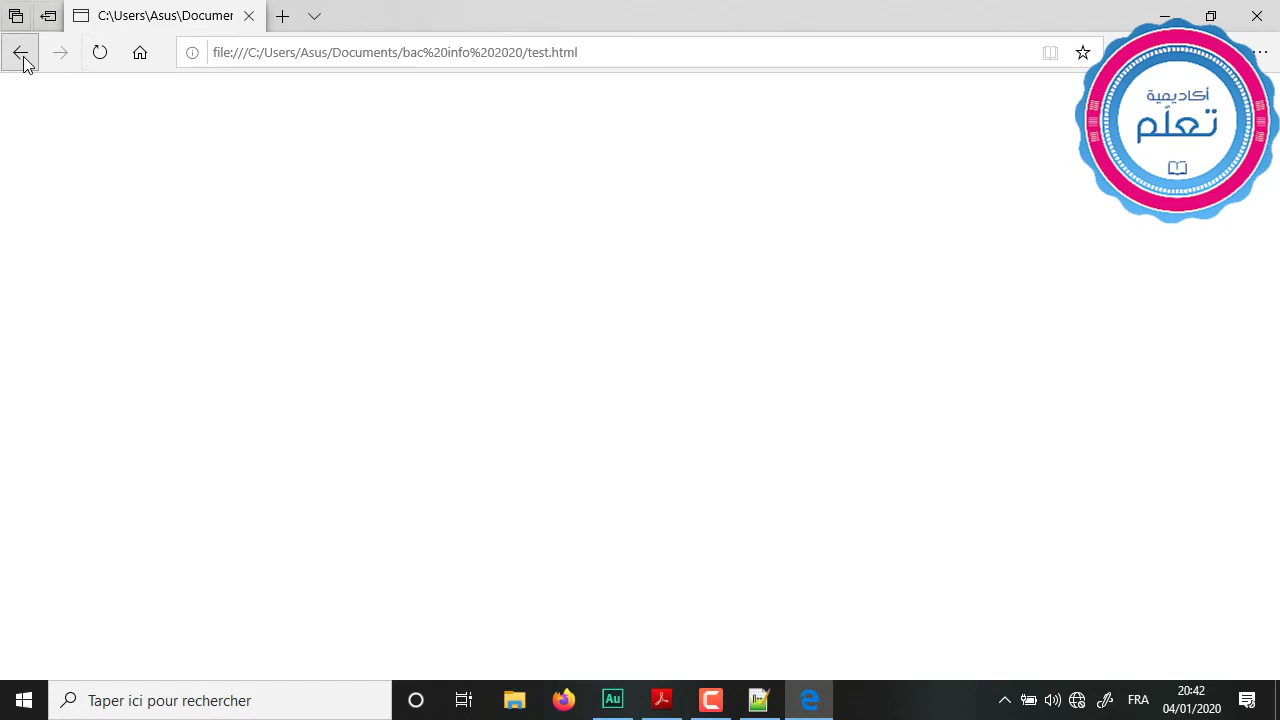 C:\Users\Asus\Documer
file:///C:/Users/Asus/Documents/bac%20info%202020/test.html
أكاديمية
تعلّم
Taper ici pour rechercher
Au
FRA
20:42
04/01/2020